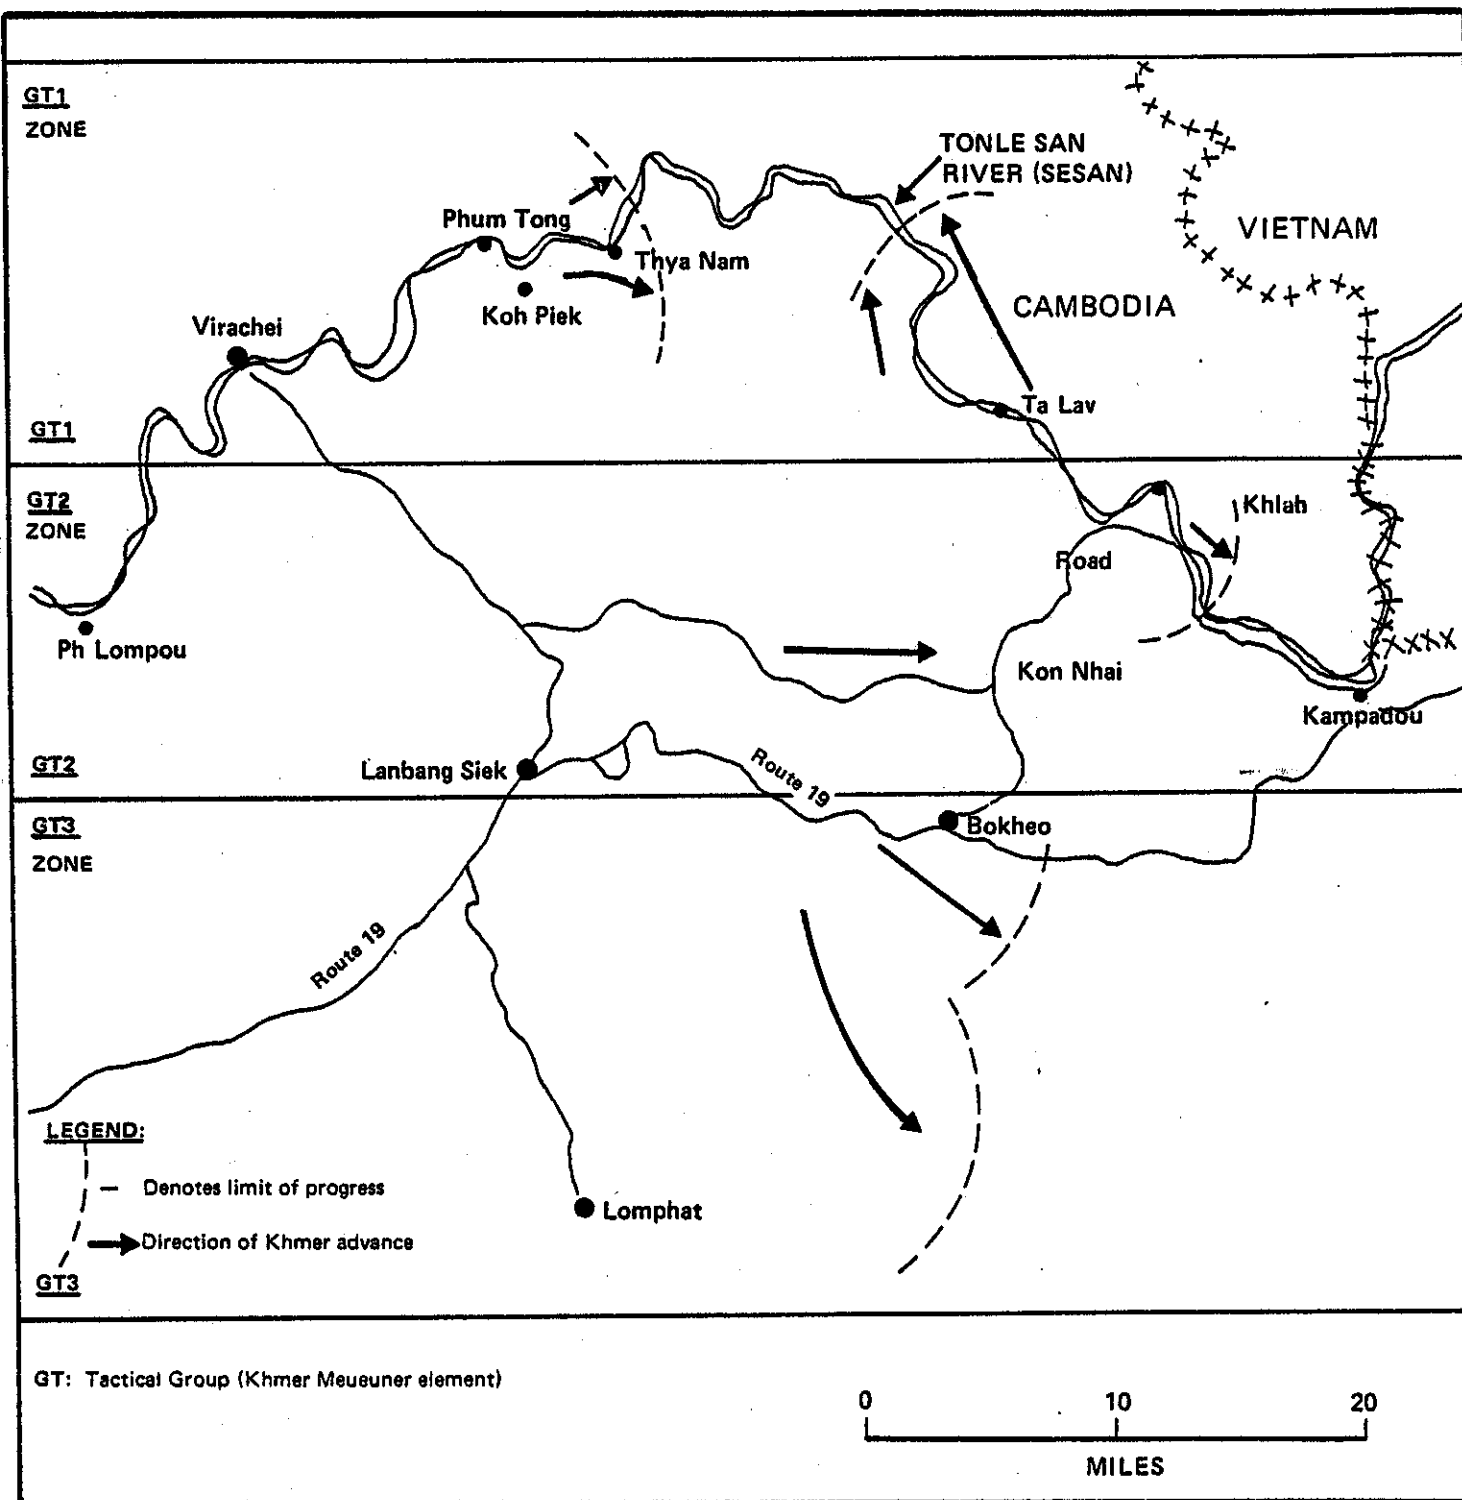 GT1
ZONE
TONLE SAN
RIVER (SESAN)
Phum Tong
VIETNAM
Thya Nam
CAMBODIA
Koh Piek
Virachei
Ta Lav
GT1
GT2
ZONE
Khlah
Road
Ph Lompou
Kon Nhai
Kampadou
GT2
Lanbang Siek
Route 19
GT3
ZONE
Bokheo
Route 19
LEGEND:
– Denotes limit of progress
Direction of Khmer advance
Lomphat
GT3
GT: Tactical Group (Khmer Meueuner element)
0 10 20
MILES